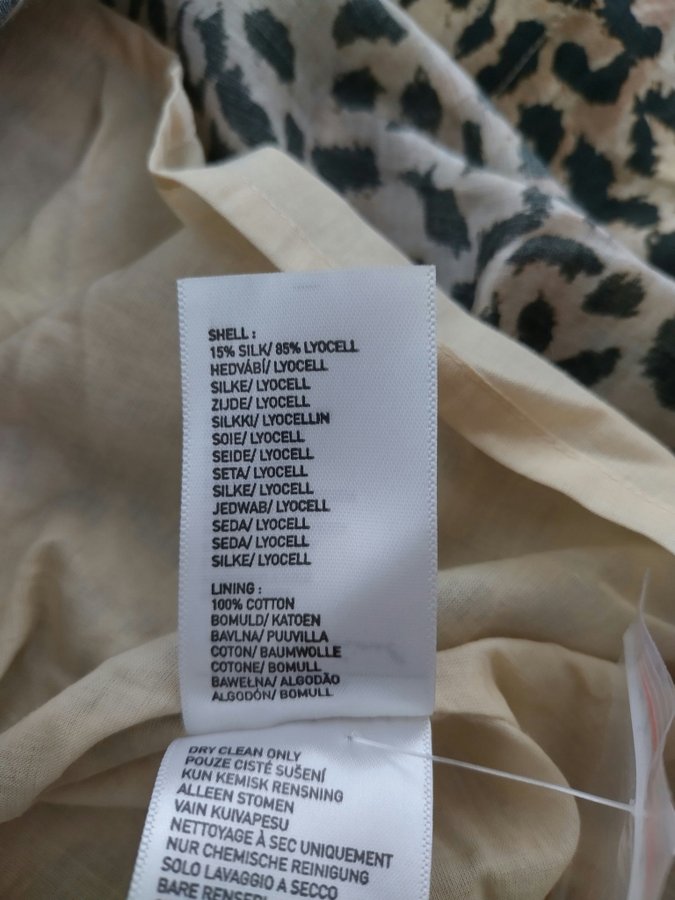 SHELL :
15% SILK/ 85% LYOCELL
HEDVÁBÍ/ LYOCELL
SILKE/ LYOCELL
ZIJDE/ LYOCELL
SILKKI/ LYOCELLIN
SOIE/ LYOCELL
SEIDE/ LYOCELL
SETA/ LYOCELL
SILKE/ LYOCELL
JEDWAB/ LYOCELL
SEDA/ LYOCELL
SEDA/ LYOCELL
SILKE/ LYOCELL
LINING :
100% COTTON
BOMULD/ KATOEN
BAVLNA/ PUUVILLA
COTON/ BAUMWOLLE
COTONE/ BOMULL
BAWEŁNA/ ALGODÃO
ALGODÓN/ BOMULL
DRY CLEAN ONLY
POUZE CISTÉ SUŠENÍ
KUN KEMISK RENSNING
ALLEEN STOMEN
VAIN KUIVAPESU
NETTOYAGE À SEC UNIQUEMENT
NUR CHEMISCHE REINIGUNG
SOLO LAVAGGIO A SECCO
BARE